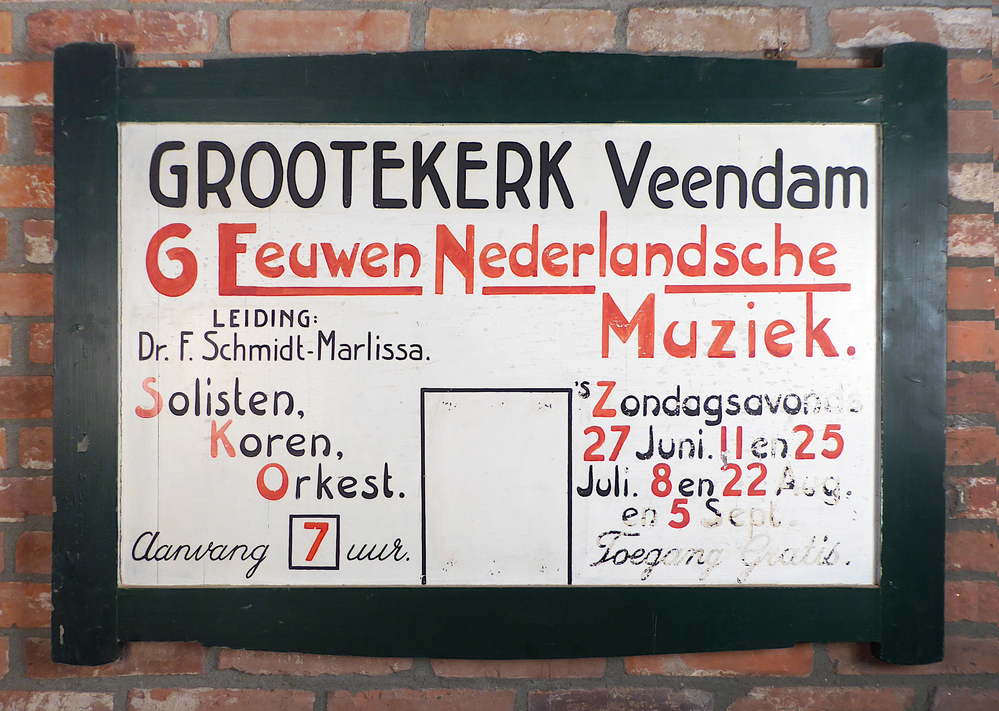 GROOTEKERK Veendam
6 Eeuwen Nederlandsche
Muziek.
LEIDING:
Dr. F. Schmidt-Marlissa.
Solisten,
Koren,
Orkest.
Aanvang 7 uur.
's Zondagsavonds
27 Juni. 11 en 25
Juli. 8 en 22 Aug.
en 5 Sept.
Toegang Gratis.